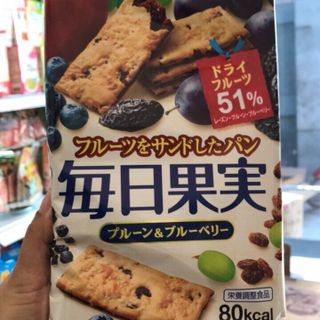 ドライ
フルーツ
51%
レーズン・プルーン・ブルーベリー
フルーツをサンドしたパン
毎日果実
プルーン&ブルーベリー
栄養調整食品
80kcal